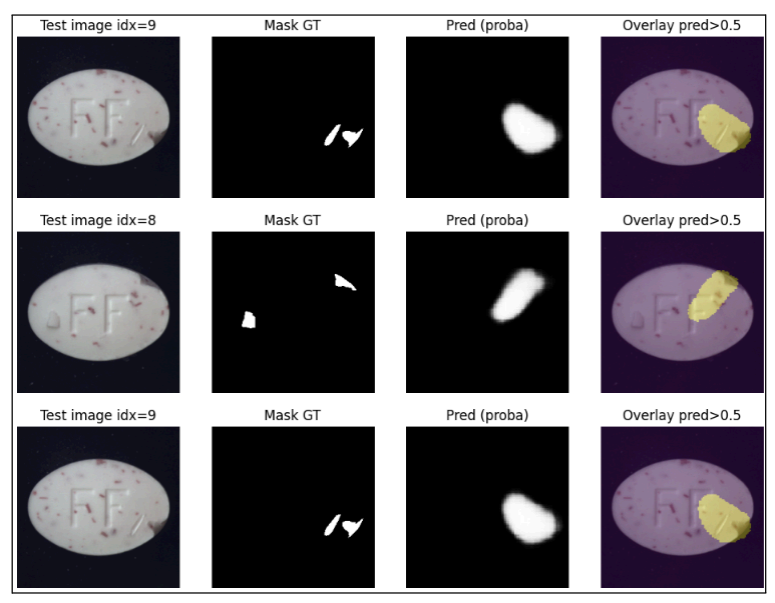 Test image idx=9 Mask GT Pred (proba) Overlay pred>0.5
FF
Test image idx=8 Mask GT Pred (proba) Overlay pred>0.5
FF
Test image idx=9 Mask GT Pred (proba) Overlay pred>0.5
FF